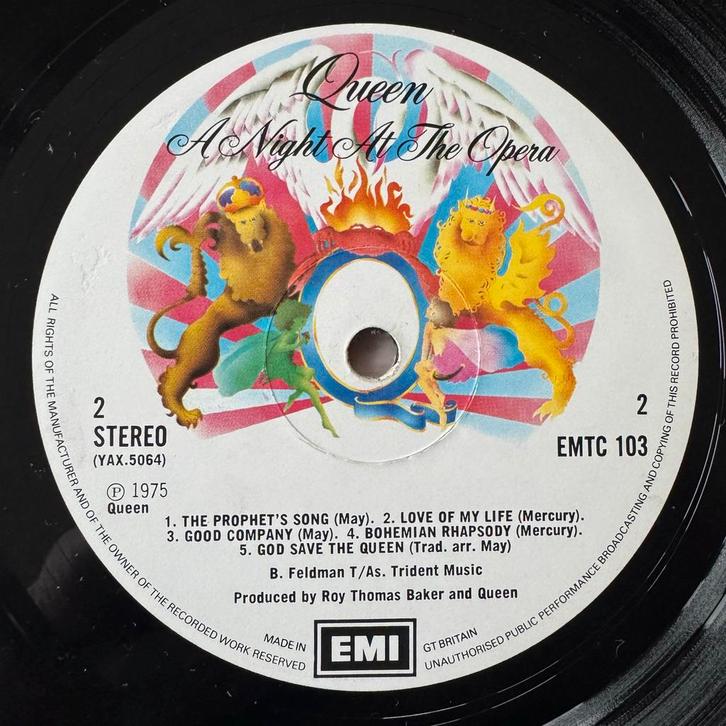 Queen
A Night At The Opera
2
STEREO
(YAX.5064)
2
EMTC 103
Ⓟ 1975
Queen
1. THE PROPHET'S SONG (May). 2. LOVE OF MY LIFE (Mercury).
3. GOOD COMPANY (May). 4. BOHEMIAN RHAPSODY (Mercury).
5. GOD SAVE THE QUEEN (Trad. arr. May)
B. Feldman T/As. Trident Music
Produced by Roy Thomas Baker and Queen
ALL RIGHTS OF THE MANUFACTURER AND OF THE OWNER OF THE RECORDED WORK RESERVED
MADE IN
EMI
GT BRITAIN
UNAUTHORISED PUBLIC PERFORMANCE BROADCASTING AND COPYING OF THIS RECORD PROHIBITED